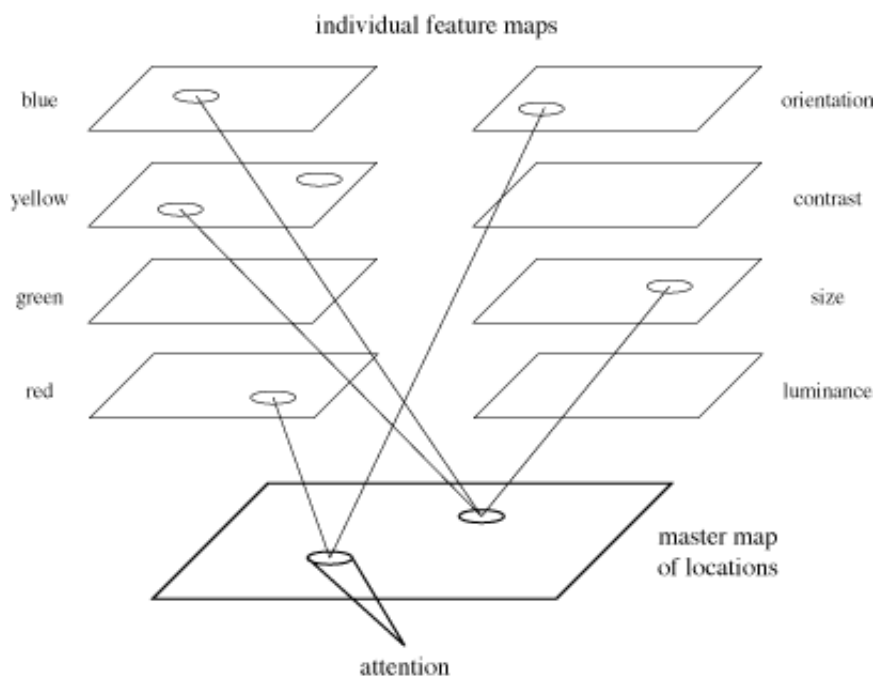 individual feature maps
blue
orientation
yellow
contrast
green
size
red
luminance
master map
of locations
attention